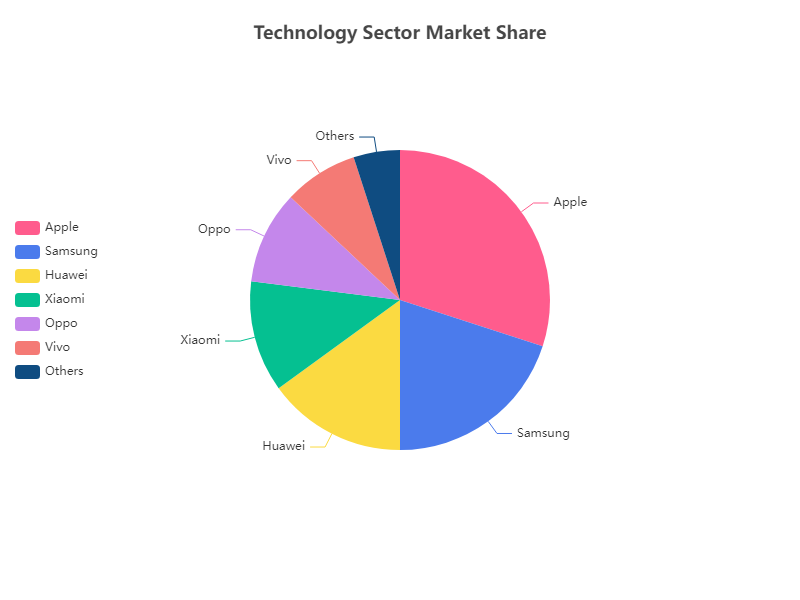 Technology Sector Market Share
Others
Vivo
Apple
Oppo
Xiaomi
Samsung
Huawei
Apple
Samsung
Huawei
Xiaomi
Oppo
Vivo
Others